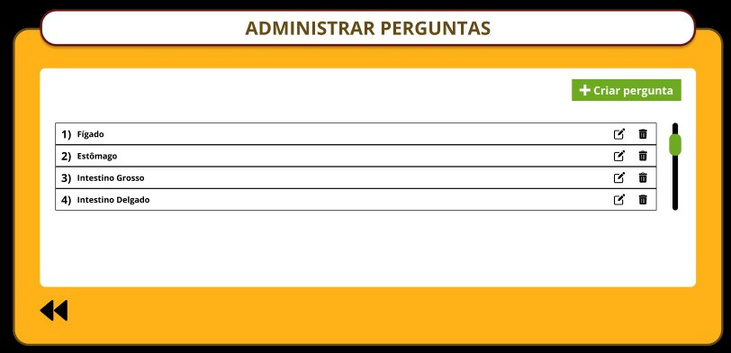 ADMINISTRAR PERGUNTAS
Criar pergunta
1) Fígado
2) Estômago
3) Intestino Grosso
4) Intestino Delgado